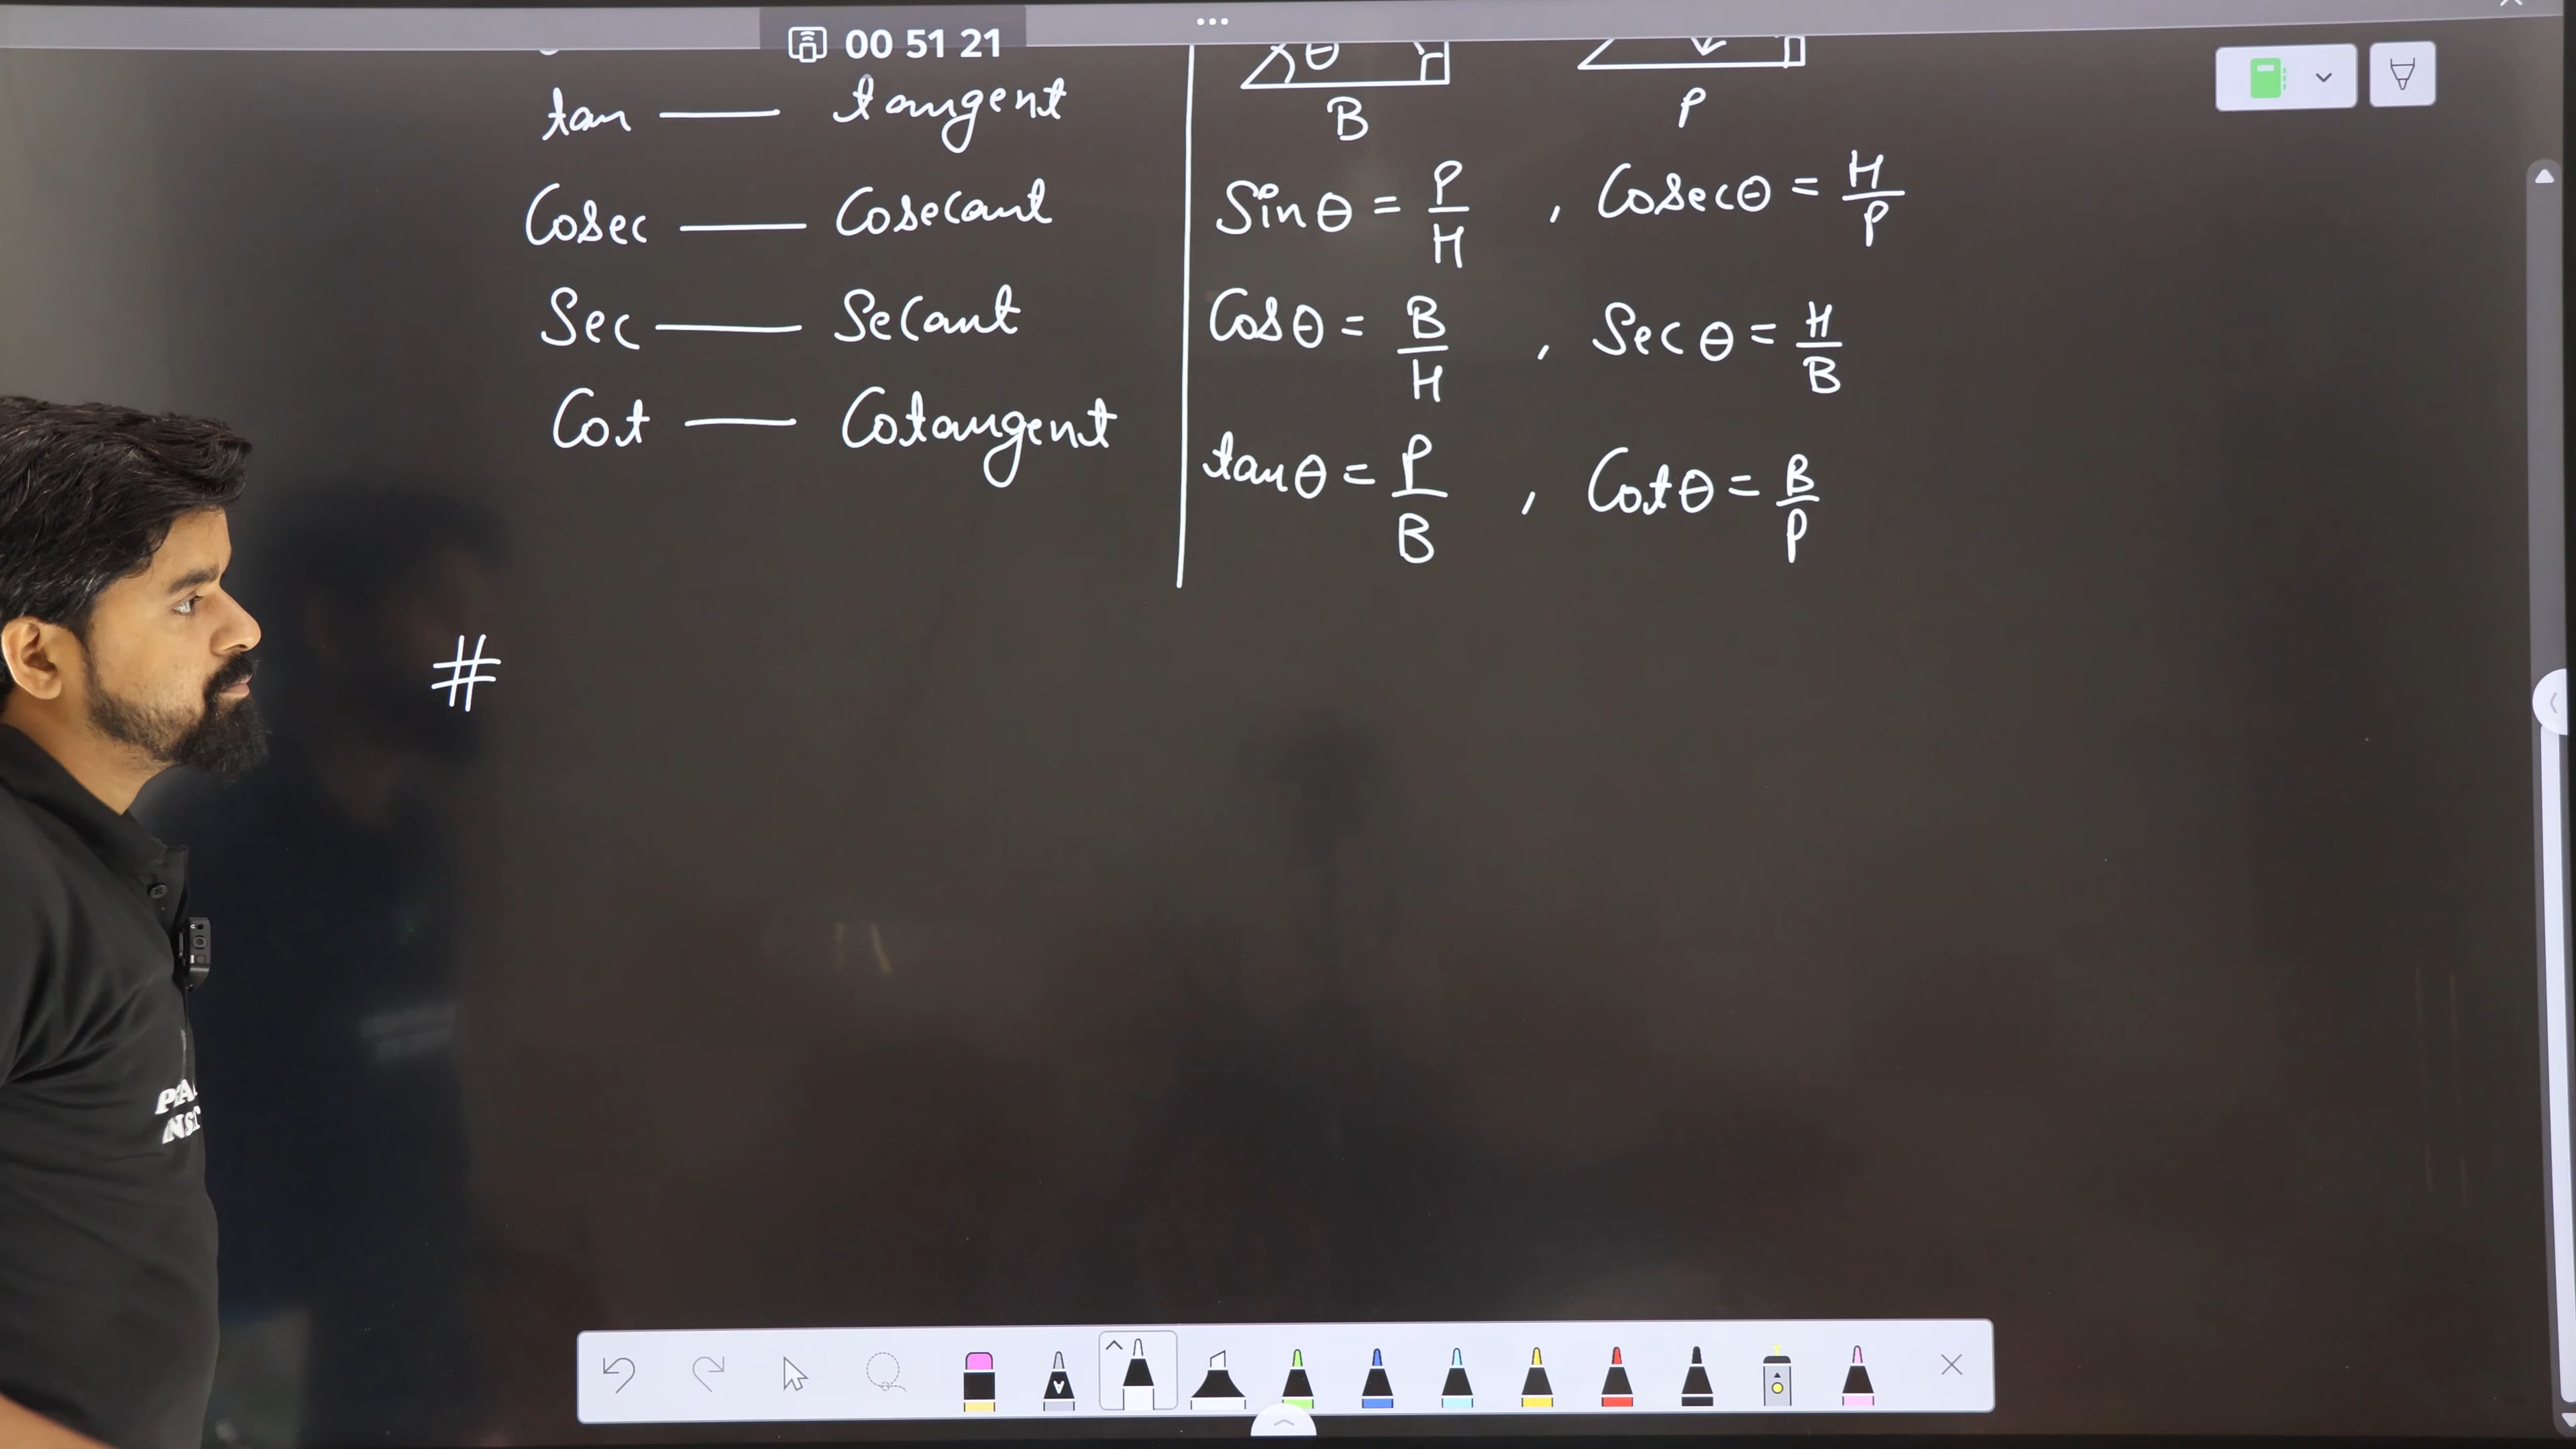 00 51 21
tan —— tangent
Cosec —— Cosecant
Sec —— Secant
Cot —— Cotangent
θ
B
P
Sinθ = P/H , Cosecθ = H/P
Cosθ = B/H , Secθ = H/B
tanθ = P/B , Cotθ = B/P
#